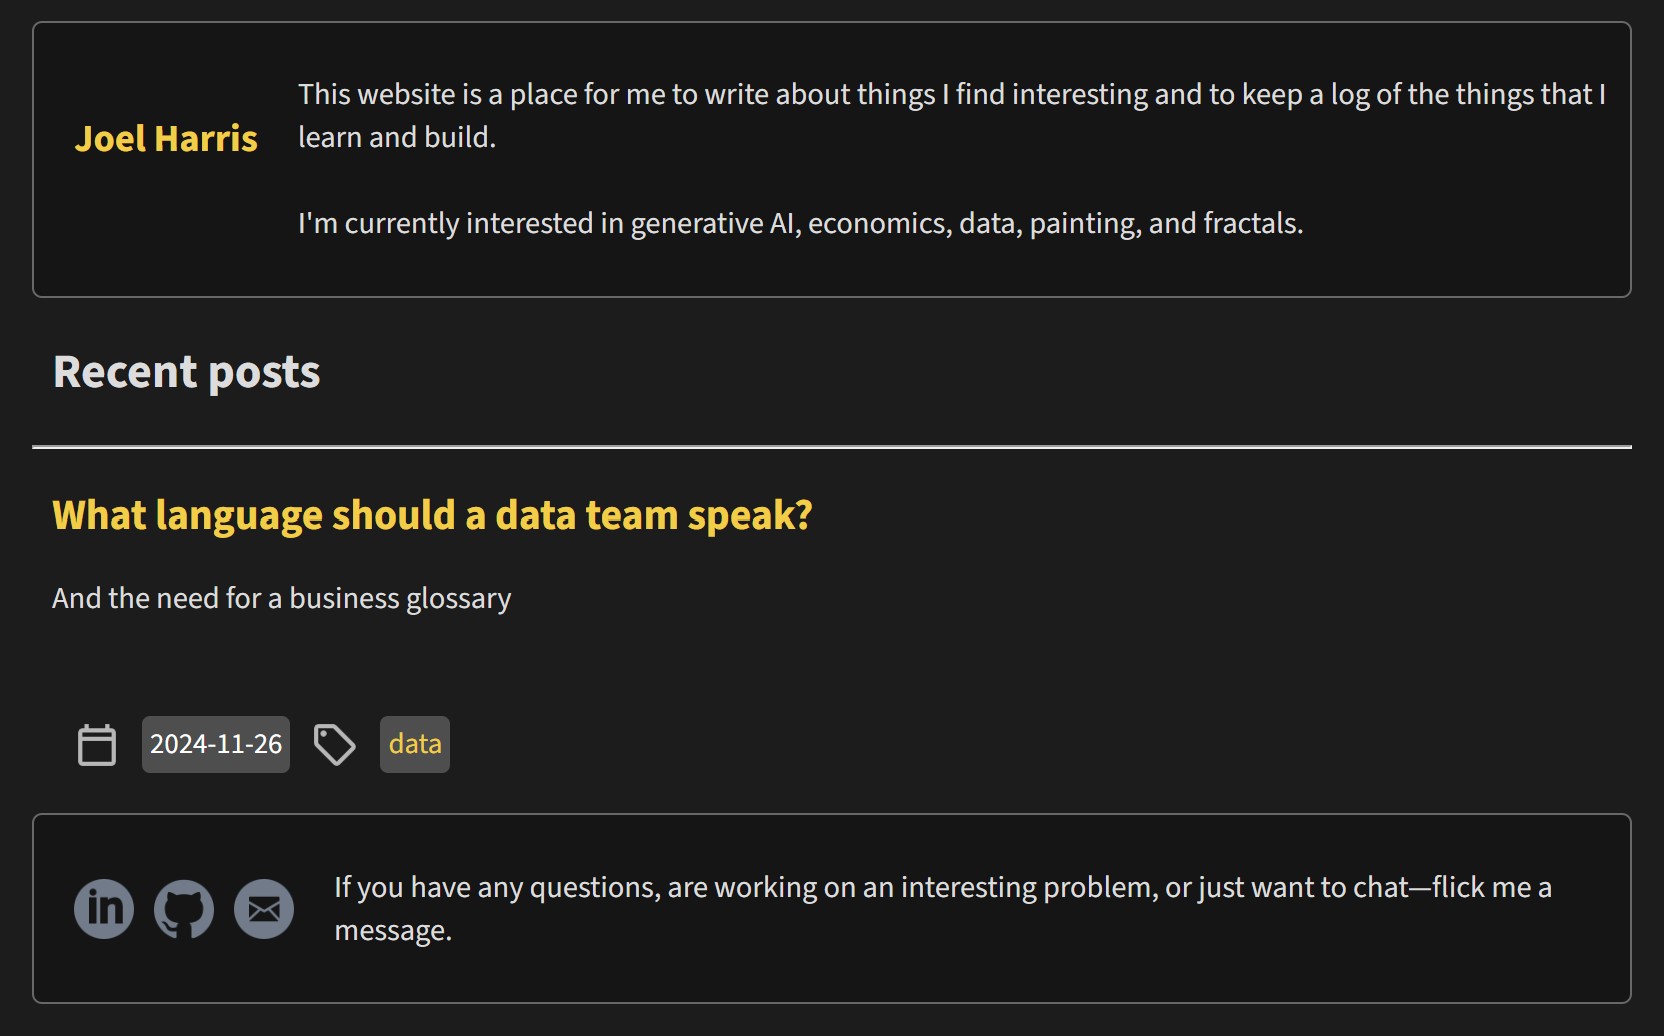 Joel Harris
This website is a place for me to write about things I find interesting and to keep a log of the things that I
learn and build.
I'm currently interested in generative AI, economics, data, painting, and fractals.
Recent posts
What language should a data team speak?
And the need for a business glossary
2024-11-26
data
in
If you have any questions, are working on an interesting problem, or just want to chat—flick me a
message.